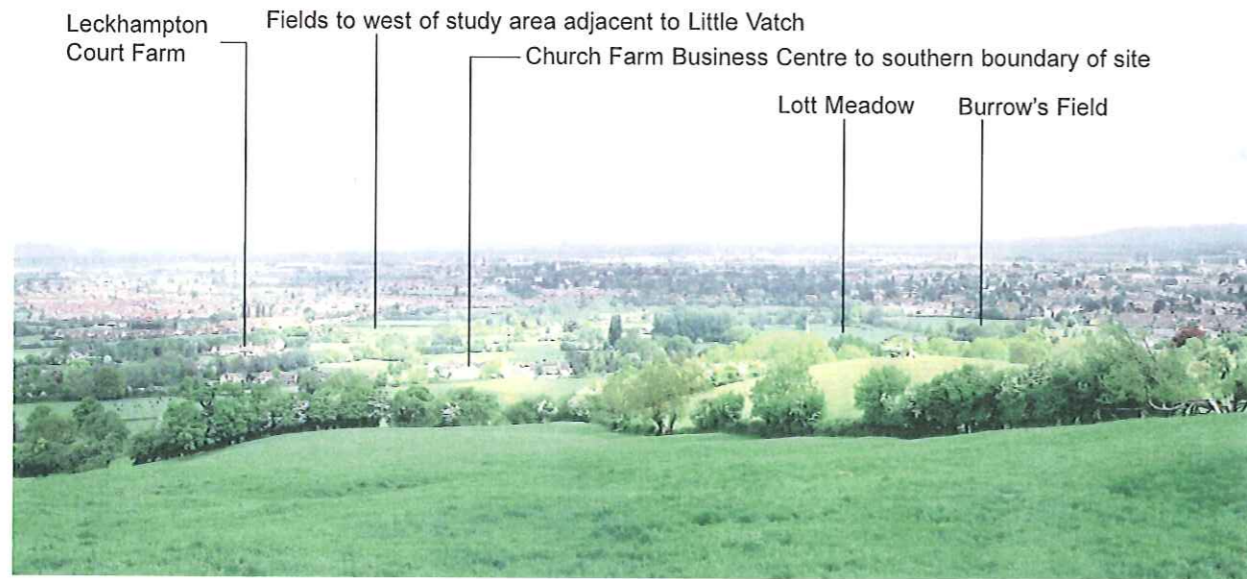 Leckhampton
Court Farm
Fields to west of study area adjacent to Little Vatch
Church Farm Business Centre to southern boundary of site
Lott Meadow
Burrow's Field